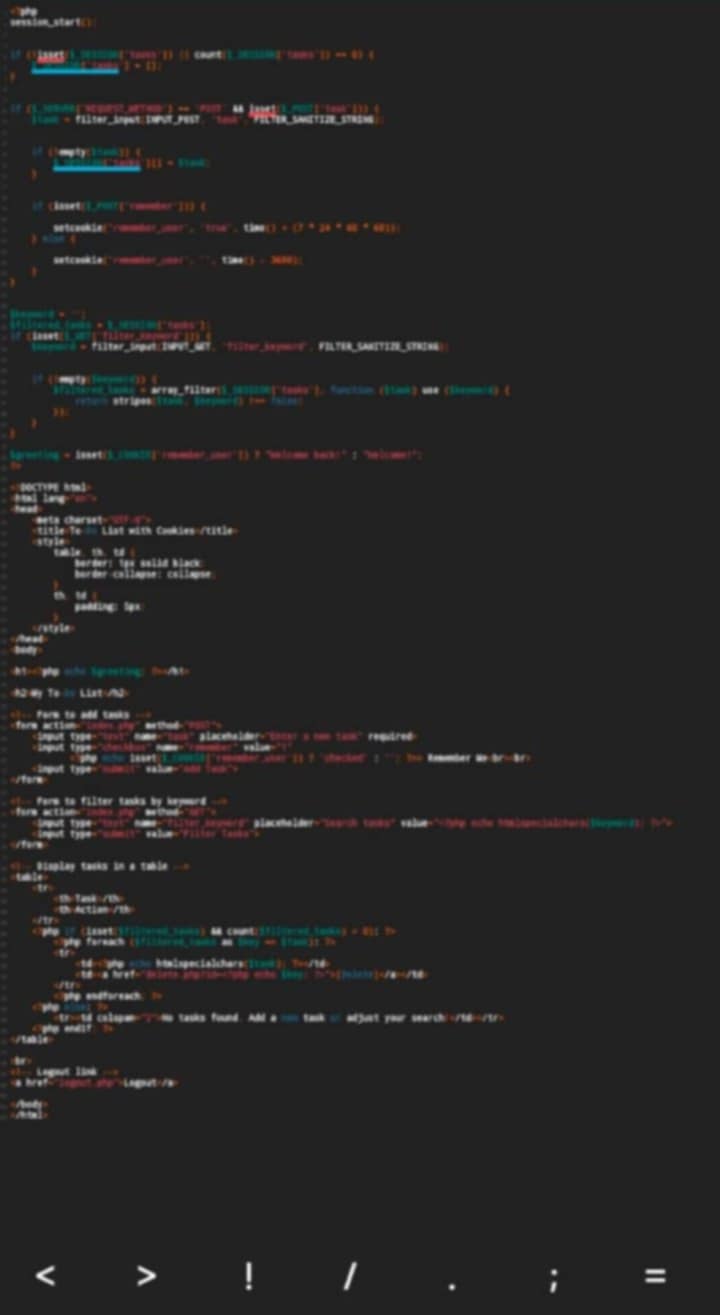 <?php
session_start();
if (!isset($_SESSION['tasks']) || count($_SESSION['tasks']) == 0) {
$_SESSION['tasks'] = [];
}
if ($_SERVER['REQUEST_METHOD'] == 'POST' && isset($_POST['task'])) {
$task = filter_input(INPUT_POST, 'task', FILTER_SANITIZE_STRING);
if (!empty($task)) {
$_SESSION['tasks'][] = $task;
}
if (isset($_POST['remember'])) {
setcookie('remember_user', 'true', time() + (7 * 24 * 60 * 60));
} else {
setcookie('remember_user', '', time() - 3600);
}
}
$keyword = '';
$filtered_tasks = $_SESSION['tasks'];
if (isset($_GET['filter_keyword'])) {
$keyword = filter_input(INPUT_GET, 'filter_keyword', FILTER_SANITIZE_STRING);
if (!empty($keyword)) {
$filtered_tasks = array_filter($_SESSION['tasks'], function ($task) use ($keyword) {
return stripos($task, $keyword) !== false;
});
}
}
$greeting = isset($_COOKIE['remember_user']) ? "Welcome back!" : "Welcome!";
?>
<!DOCTYPE html>
<html lang="en">
<head>
<meta charset="UTF-8">
<title>To-Do List with Cookies</title>
<style>
table, th, td {
border: 1px solid black;
border-collapse: collapse;
}
th, td {
padding: 5px;
}
</style>
</head>
<body>
<h1><?php echo $greeting; ?></h1>
<h2>My To-Do List</h2>
<!-- Form to add tasks -->
<form action="index.php" method="POST">
<input type="text" name="task" placeholder="Enter a new task" required>
<input type="checkbox" name="remember" value="1"
<?php echo isset($_COOKIE['remember_user']) ? 'checked' : ''; ?>> Remember Me<br><br>
<input type="submit" value="Add Task">
</form>
<!-- Form to filter tasks by keyword -->
<form action="index.php" method="GET">
<input type="text" name="filter_keyword" placeholder="Search tasks" value="<?php echo htmlspecialchars($keyword); ?>">
<input type="submit" value="Filter Tasks">
</form>
<!-- Display tasks in a table -->
<table>
<tr>
<th>Task</th>
<th>Action</th>
</tr>
<?php if (isset($filtered_tasks) && count($filtered_tasks) > 0): ?>
<?php foreach ($filtered_tasks as $key => $task): ?>
<tr>
<td><?php echo htmlspecialchars($task); ?></td>
<td><a href="delete.php?id=<?php echo $key; ?>">[Delete]</a></td>
</tr>
<?php endforeach; ?>
<?php else: ?>
<tr><td colspan="2">No tasks found. Add a new task or adjust your search!</td></tr>
<?php endif; ?>
</table>
<br>
<!-- Logout link -->
<a href="logout.php">Logout</a>
</body>
</html>
< > ! / . ; =